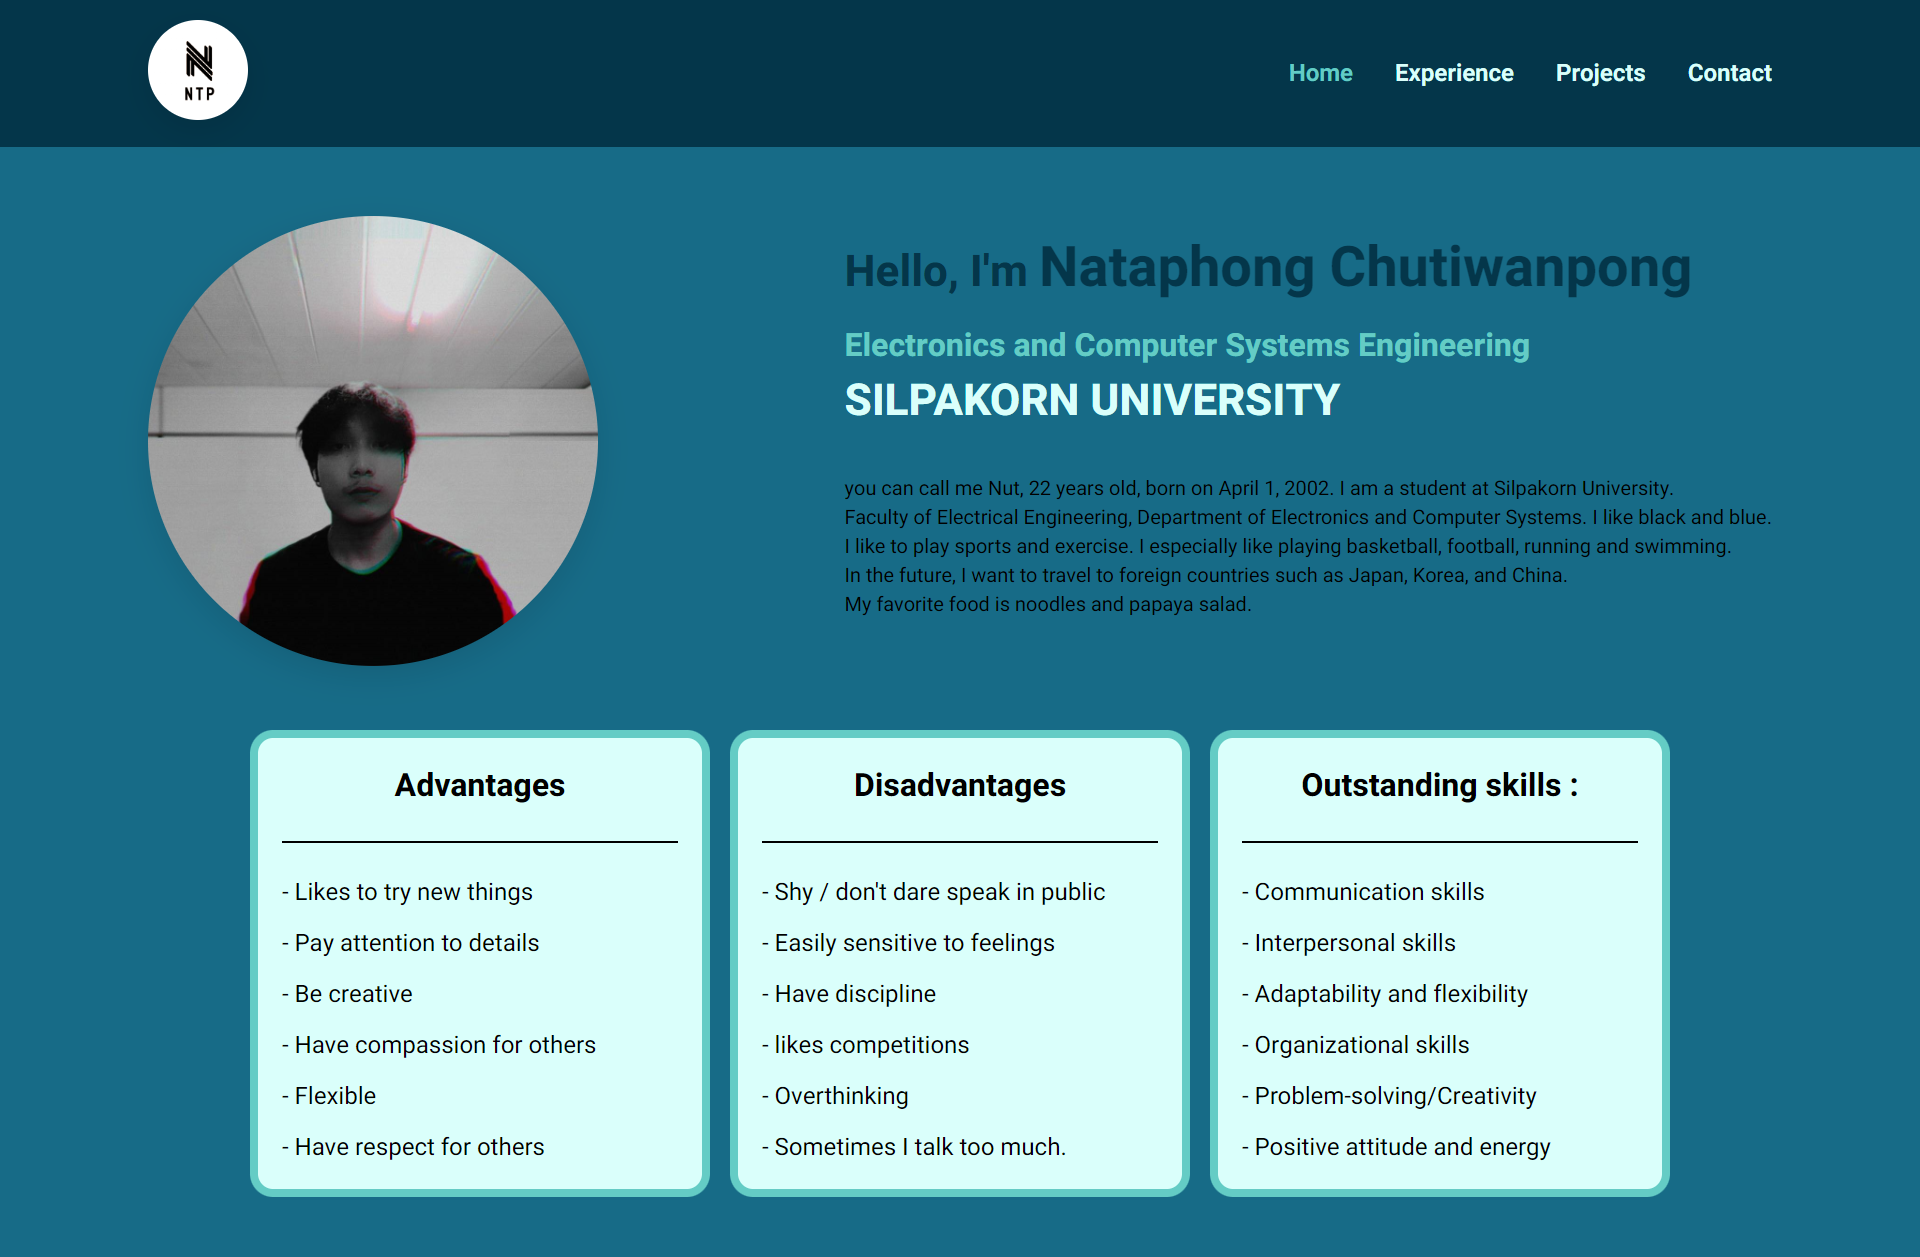 NTP
Home Experience Projects Contact
Hello, I'm Nataphong Chutiwanpong
Electronics and Computer Systems Engineering
SILPAKORN UNIVERSITY
you can call me Nut, 22 years old, born on April 1, 2002. I am a student at Silpakorn University.
Faculty of Electrical Engineering, Department of Electronics and Computer Systems. I like black and blue.
I like to play sports and exercise. I especially like playing basketball, football, running and swimming.
In the future, I want to travel to foreign countries such as Japan, Korea, and China.
My favorite food is noodles and papaya salad.
Advantages
- Likes to try new things
- Pay attention to details
- Be creative
- Have compassion for others
- Flexible
- Have respect for others
Disadvantages
- Shy / don't dare speak in public
- Easily sensitive to feelings
- Have discipline
- likes competitions
- Overthinking
- Sometimes I talk too much.
Outstanding skills :
- Communication skills
- Interpersonal skills
- Adaptability and flexibility
- Organizational skills
- Problem-solving/Creativity
- Positive attitude and energy